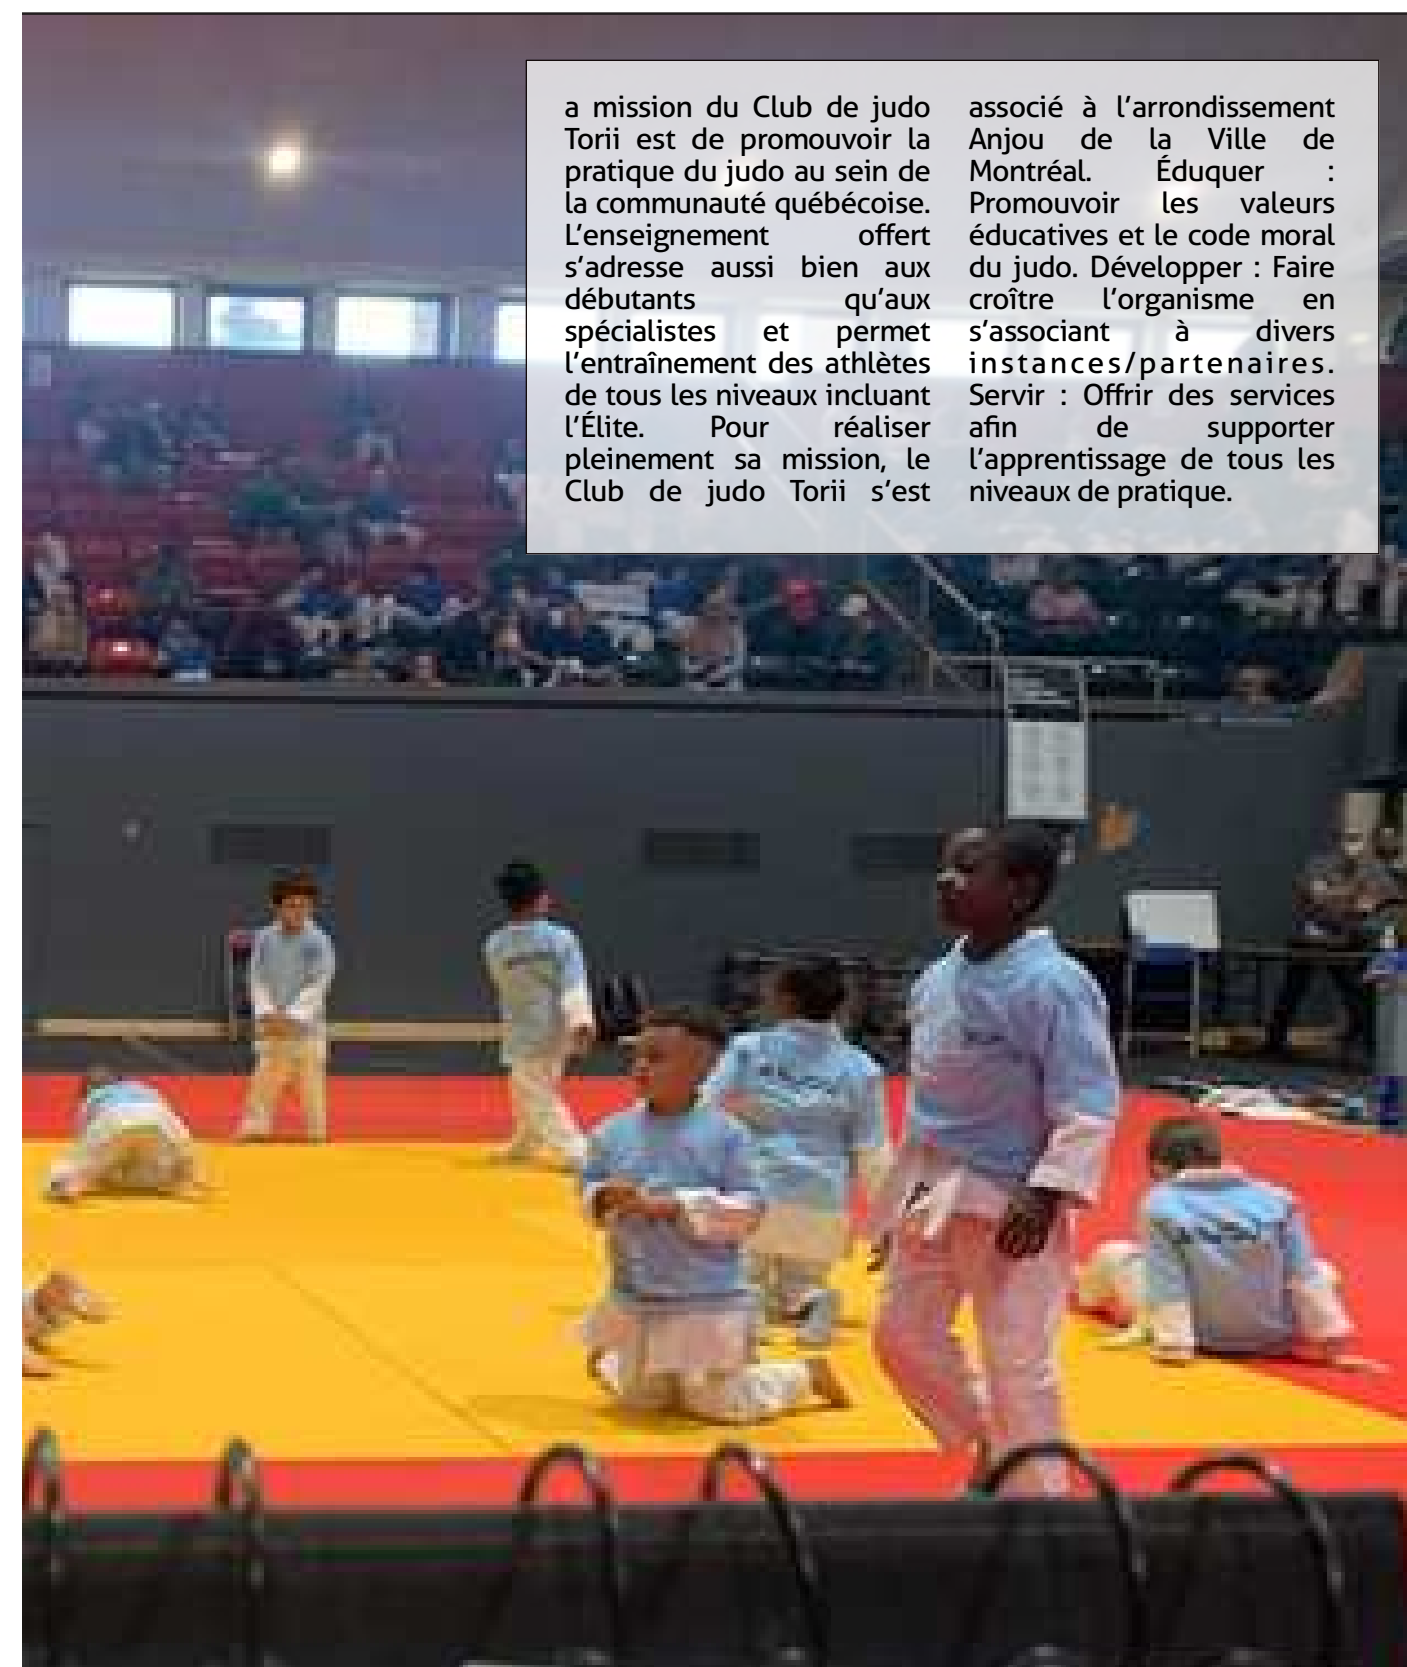 a mission du Club de judo
Torii est de promouvoir la
pratique du judo au sein de
la communauté québécoise.
L'enseignement offert
s'adresse aussi bien aux
débutants qu'aux
spécialistes et permet
l'entraînement des athlètes
de tous les niveaux incluant
l'Élite. Pour réaliser
pleinement sa mission, le
Club de judo Torii s'est
associé à l'arrondissement
Anjou de la Ville de
Montréal. Éduquer :
Promouvoir les valeurs
éducatives et le code moral
du judo. Développer : Faire
croître l'organisme en
s'associant à divers
instances/partenaires.
Servir : Offrir des services
afin de supporter
l'apprentissage de tous les
niveaux de pratique.